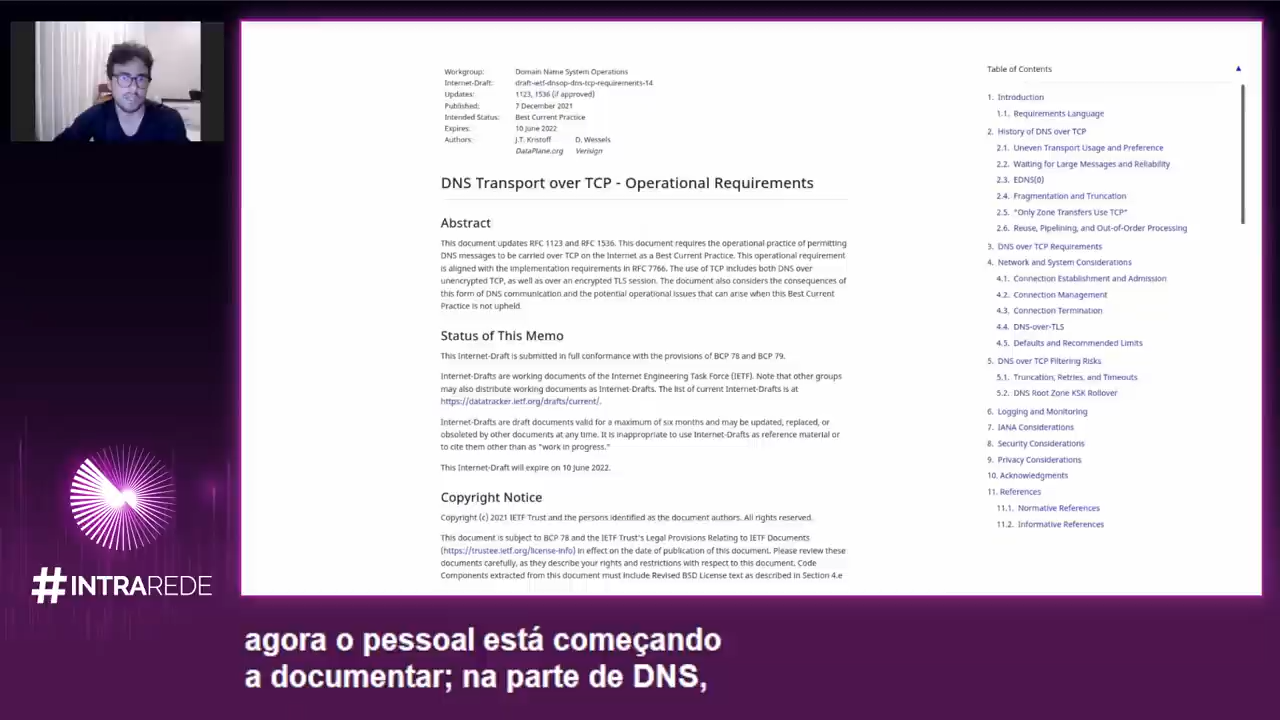 Workgroup: Domain Name System Operations
Internet-Draft: draft-ietf-dnsop-dns-tcp-requirements-14
Updates: 1123, 1536 (if approved)
Published: 7 December 2021
Intended Status: Best Current Practice
Expires: 10 June 2022
Authors: J.T. Kristoff D. Wessels
DataPlane.org Verisign
DNS Transport over TCP - Operational Requirements
Abstract
This document updates RFC 1123 and RFC 1536. This document requires the operational practice of permitting
DNS messages to be carried over TCP on the Internet as a Best Current Practice. This operational requirement
is aligned with the implementation requirements in RFC 7766. The use of TCP includes both DNS over
unencrypted TCP, as well as over an encrypted TLS session. The document also considers the consequences of
this form of DNS communication and the potential operational issues that can arise when this Best Current
Practice is not upheld.
Status of This Memo
This Internet-Draft is submitted in full conformance with the provisions of BCP 78 and BCP 79.
Internet-Drafts are working documents of the Internet Engineering Task Force (IETF). Note that other groups
may also distribute working documents as Internet-Drafts. The list of current Internet-Drafts is at
https://datatracker.ietf.org/drafts/current/.
Internet-Drafts are draft documents valid for a maximum of six months and may be updated, replaced, or
obsoleted by other documents at any time. It is inappropriate to use Internet-Drafts as reference material or
to cite them other than as "work in progress."
This Internet-Draft will expire on 10 June 2022.
Copyright Notice
Copyright (c) 2021 IETF Trust and the persons identified as the document authors. All rights reserved.
This document is subject to BCP 78 and the IETF Trust's Legal Provisions Relating to IETF Documents
(https://trustee.ietf.org/license-info) in effect on the date of publication of this document. Please review these
documents carefully, as they describe your rights and restrictions with respect to this document. Code
Components extracted from this document must include Revised BSD License text as described in Section 4.e
Table of Contents
1. Introduction
1.1. Requirements Language
2. History of DNS over TCP
2.1. Uneven Transport Usage and Preference
2.2. Waiting for Large Messages and Reliability
2.3. EDNS(0)
2.4. Fragmentation and Truncation
2.5. "Only Zone Transfers Use TCP"
2.6. Reuse, Pipelining, and Out-of-Order Processing
3. DNS over TCP Requirements
4. Network and System Considerations
4.1. Connection Establishment and Admission
4.2. Connection Management
4.3. Connection Termination
4.4. DNS-over-TLS
4.5. Defaults and Recommended Limits
5. DNS over TCP Filtering Risks
5.1. Truncation, Retries, and Timeouts
5.2. DNS Root Zone KSK Rollover
6. Logging and Monitoring
7. IANA Considerations
8. Security Considerations
9. Privacy Considerations
10. Acknowledgments
11. References
11.1. Normative References
11.2. Informative References
#INTRAREDE
agora o pessoal está começando
a documentar; na parte de DNS,